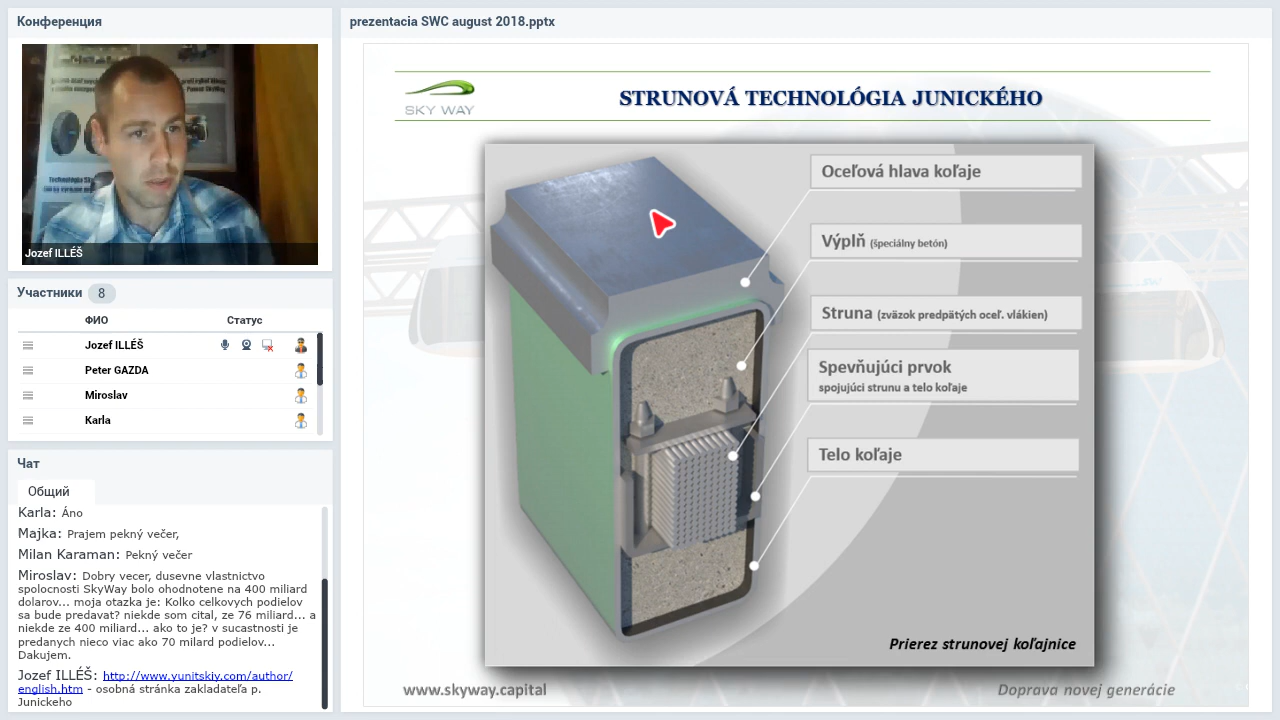 Конференция
Jozef ILLÉŠ
Участники 8
ФИО Статус
Jozef ILLÉŠ
Peter GAZDA
Miroslav
Karla
Чат
Общий
Karla: Áno
Majka: Prajem pekný večer,
Milan Karaman: Pekný večer
Miroslav: Dobry vecer, dusevne vlastnictvo
spolocnosti SkyWay bolo ohodnotene na 400 miliard
dolarov... moja otazka je: Kolko celkovych podielov
sa bude predavat? niekde som cital, ze 76 miliard... a
niekde ze 400 miliard... ako to je? v sucastnosti je
predanych nieco viac ako 70 milard podielov...
Dakujem.
Jozef ILLÉŠ: http://www.yunitskiy.com/author/
english.htm - osobná stránka zakladateľa p.
Junickeho
prezentacia SWC august 2018.pptx
SKY WAY
STRUNOVÁ TECHNOLÓGIA JUNICKÉHO
Oceľová hlava koľaje
Výplň (špeciálny betón)
Struna (zväzok predpätých oceľ. vlákien)
Spevňujúci prvok
spojujúci strunu a telo koľaje
Telo koľaje
Prierez strunovej koľajnice
www.skyway.capital
Doprava novej generácie